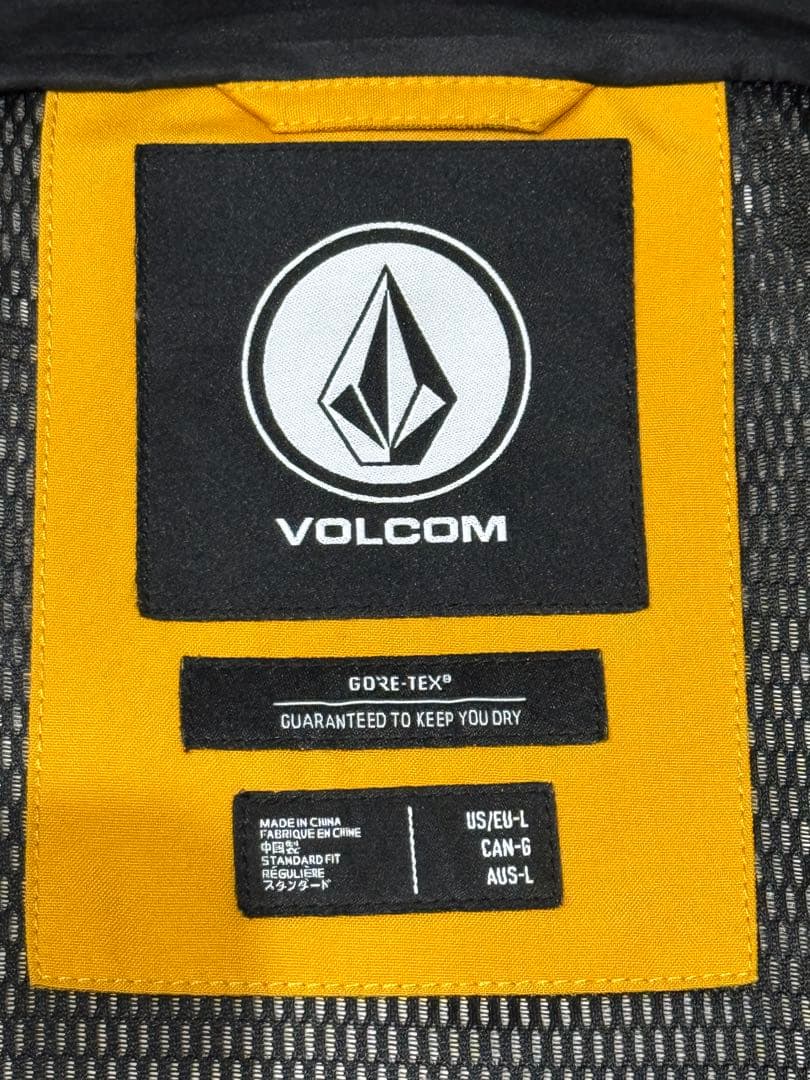 VOLCOM
GORE-TEX®
GUARANTEED TO KEEP YOU DRY
MADE IN CHINA
FABRIQUE EN CHINE
中国製
STANDARD FIT
RÉGULIÈRE
スタンダード
US/EU-L
CAN-G
AUS-L